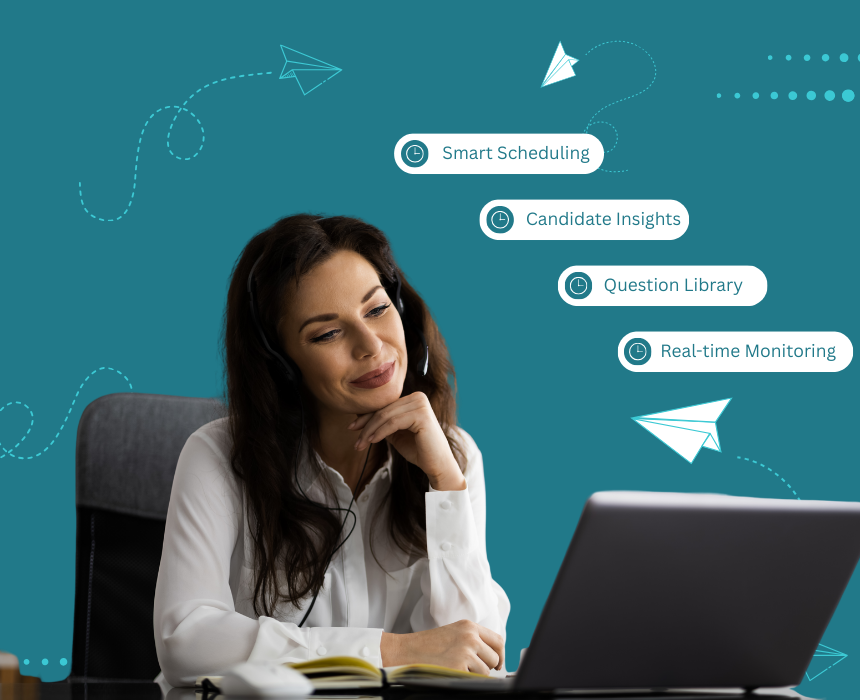 Smart Scheduling
Candidate Insights
Question Library
Real-time Monitoring